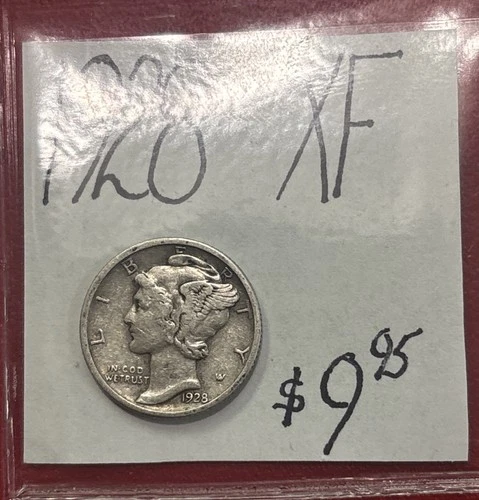 1928 XF
LIBERTY
IN GOD
WE TRUST
W
1928
$9.95